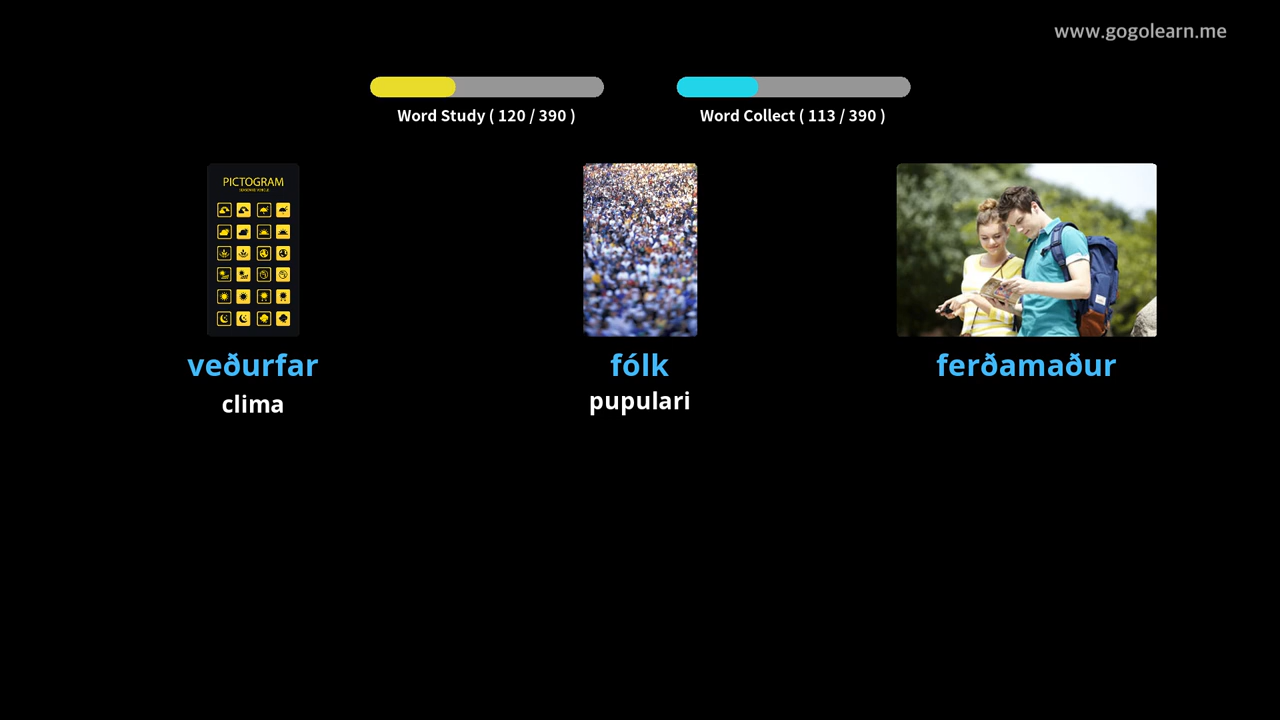 www.gogolearn.me
Word Study ( 120 / 390 )
Word Collect ( 113 / 390 )
PICTOGRAM
veðurfar
fólk
ferðamaður
clima
pupulari